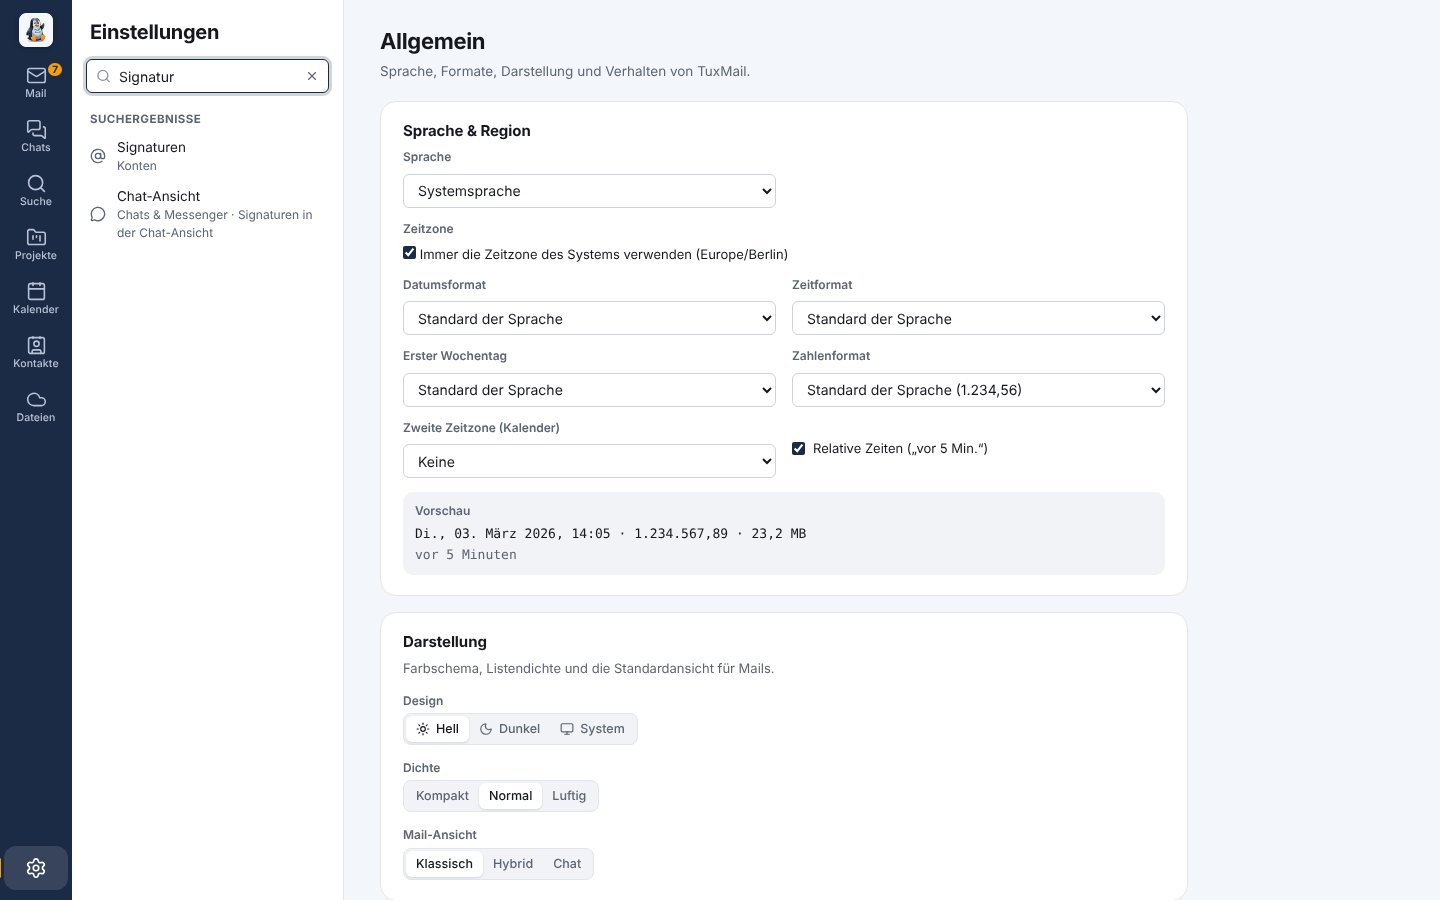 Einstellungen
Signatur
SUCHERGEBNISSE
Signaturen
Konten
Chat-Ansicht
Chats & Messenger · Signaturen in
der Chat-Ansicht
7
Mail
Chats
Suche
Projekte
Kalender
Kontakte
Dateien
Allgemein
Sprache, Formate, Darstellung und Verhalten von TuxMail.
Sprache & Region
Sprache
Systemsprache
Zeitzone
Immer die Zeitzone des Systems verwenden (Europe/Berlin)
Datumsformat
Zeitformat
Standard der Sprache
Standard der Sprache
Erster Wochentag
Zahlenformat
Standard der Sprache
Standard der Sprache (1.234,56)
Zweite Zeitzone (Kalender)
Keine
Relative Zeiten („vor 5 Min.“)
Vorschau
Di., 03. März 2026, 14:05 · 1.234.567,89 · 23,2 MB
vor 5 Minuten
Darstellung
Farbschema, Listendichte und die Standardansicht für Mails.
Design
Hell Dunkel System
Dichte
Kompakt Normal Luftig
Mail-Ansicht
Klassisch Hybrid Chat